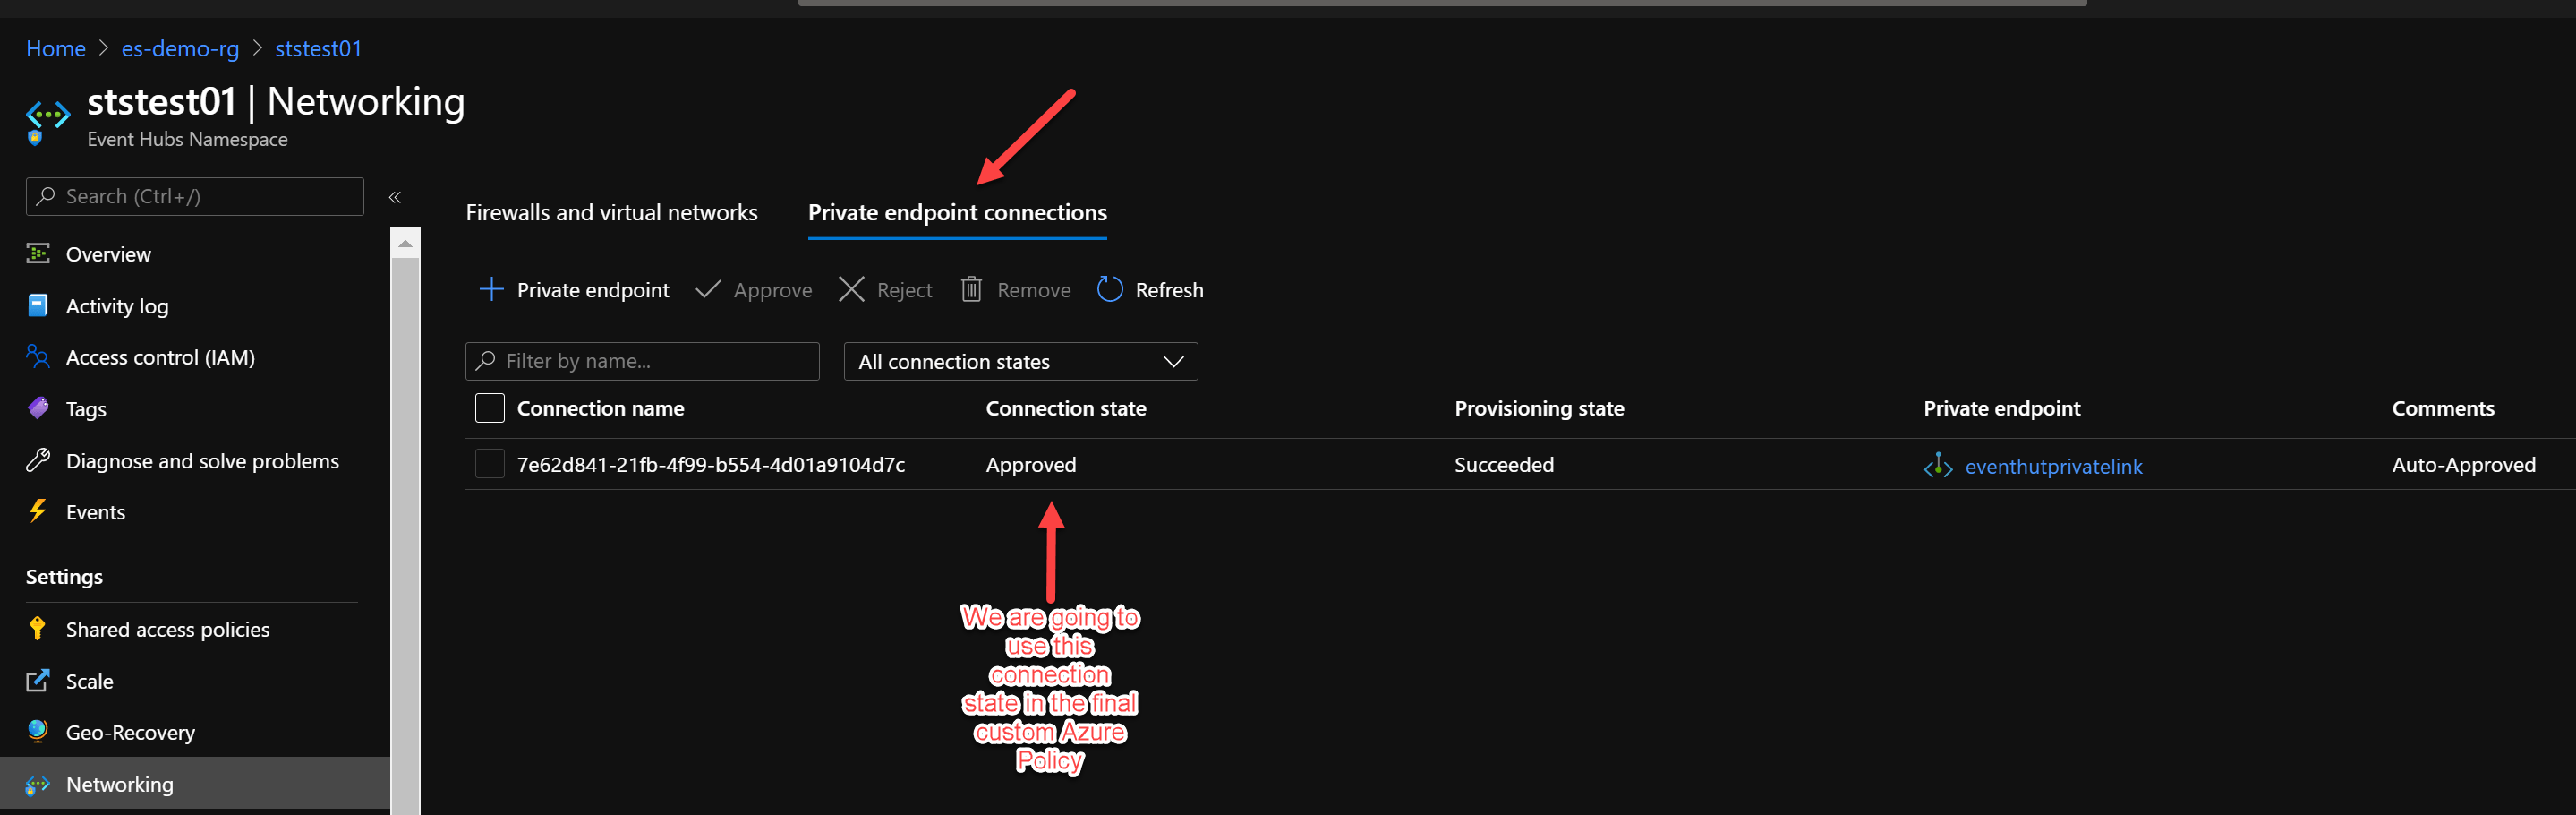 Home > es-demo-rg > ststest01
ststest01 | Networking
Event Hubs Namespace
Search (Ctrl+/)
«
Overview
Activity log
Access control (IAM)
Tags
Diagnose and solve problems
Events
Settings
Shared access policies
Scale
Geo-Recovery
Networking
Firewalls and virtual networks Private endpoint connections
Private endpoint Approve Reject Remove Refresh
Filter by name... All connection states
Connection name Connection state Provisioning state Private endpoint Comments
7e62d841-21fb-4f99-b554-4d01a9104d7c Approved Succeeded eventhutprivatelink Auto-Approved
We are going to
use this
connection
state in the final
custom Azure
Policy